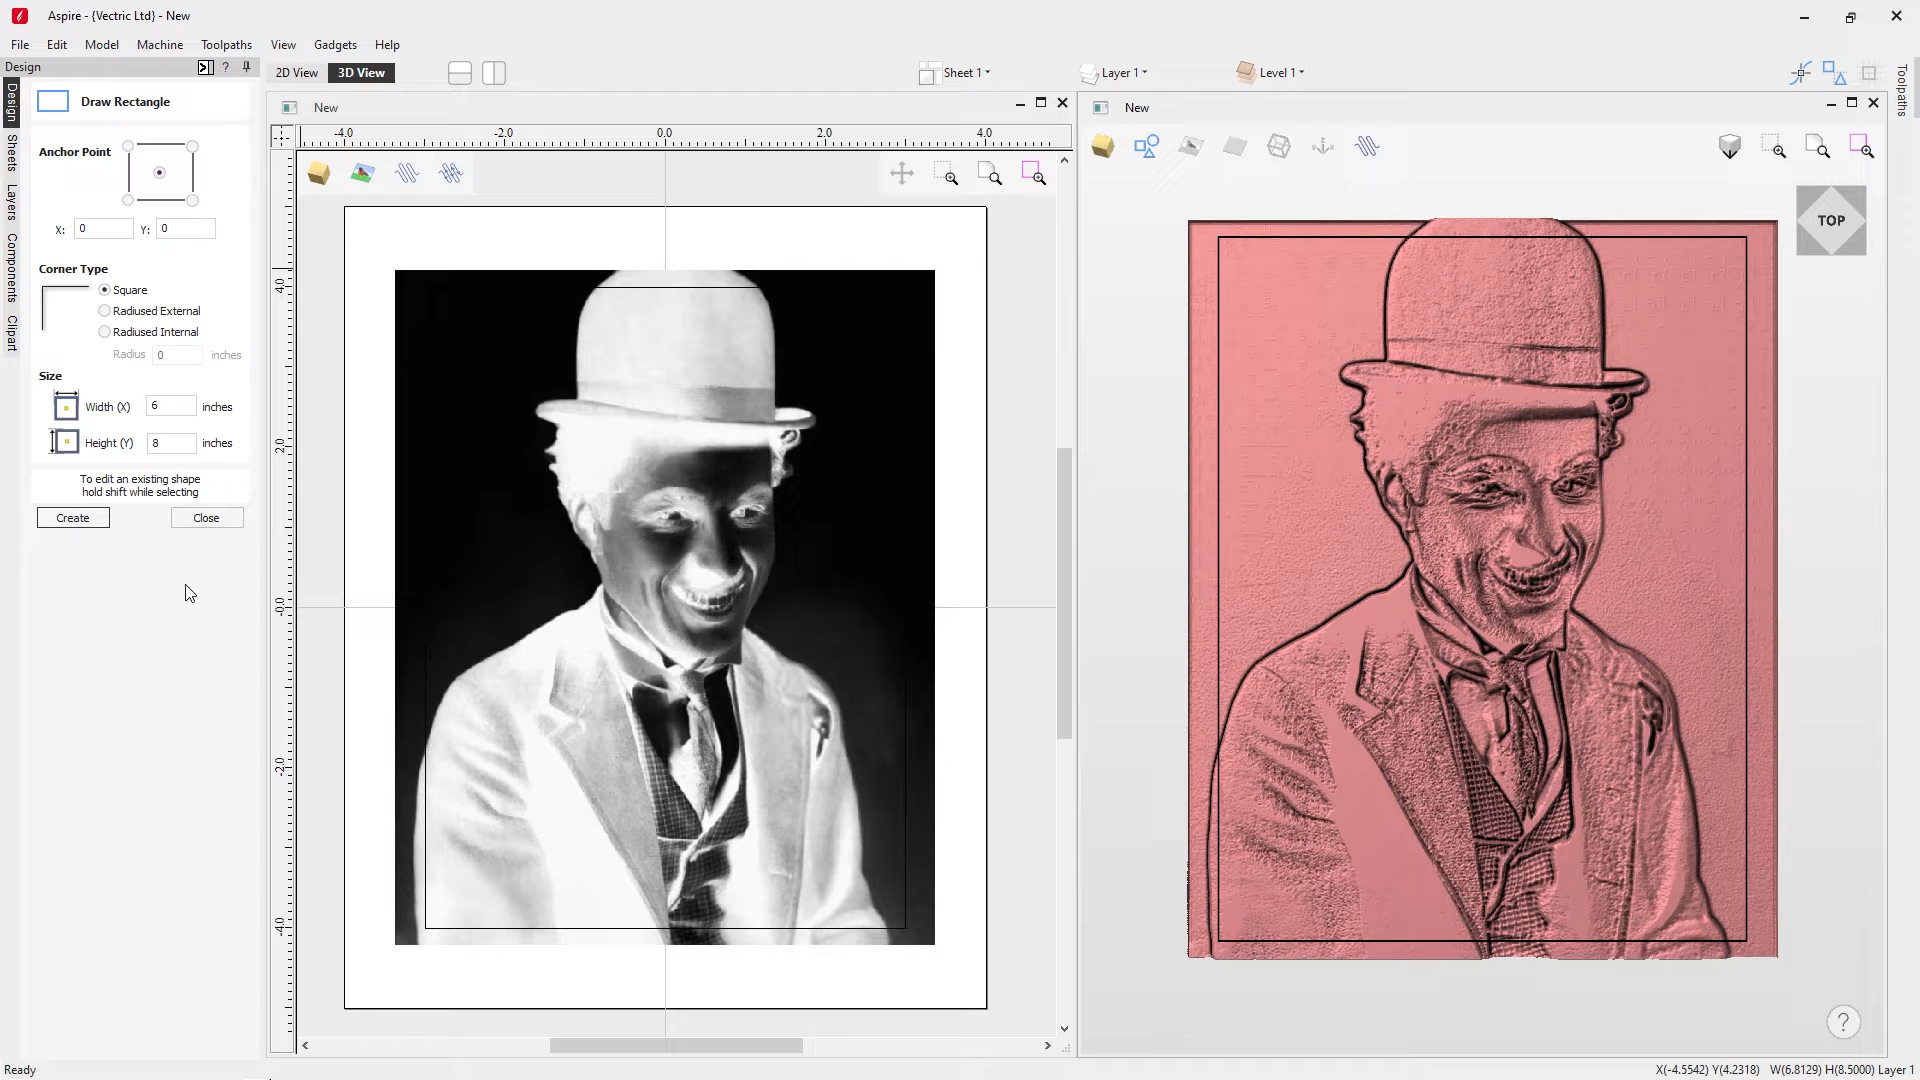 Aspire - {Vectric Ltd} - New
File Edit Model Machine Toolpaths View Gadgets Help
Design ?
2D View 3D View Sheet 1 Layer 1 Level 1
Draw Rectangle
Anchor Point
X: 0 Y: 0
Corner Type
Square
Radiused External
Radiused Internal
Radius 0 inches
Size
Width (X) 6 inches
Height (Y) 8 inches
To edit an existing shape
hold shift while selecting
Create Close
Design
Sheets
Layers
Components
Clipart
New
-4.0 -2.0 0.0 2.0 4.0
4.0
2.0
-0.0
-2.0
-4.0
New
TOP
?
Toolpaths
Ready
X(-4.5542) Y(4.2318) W(6.8129) H(8.5000) Layer 1